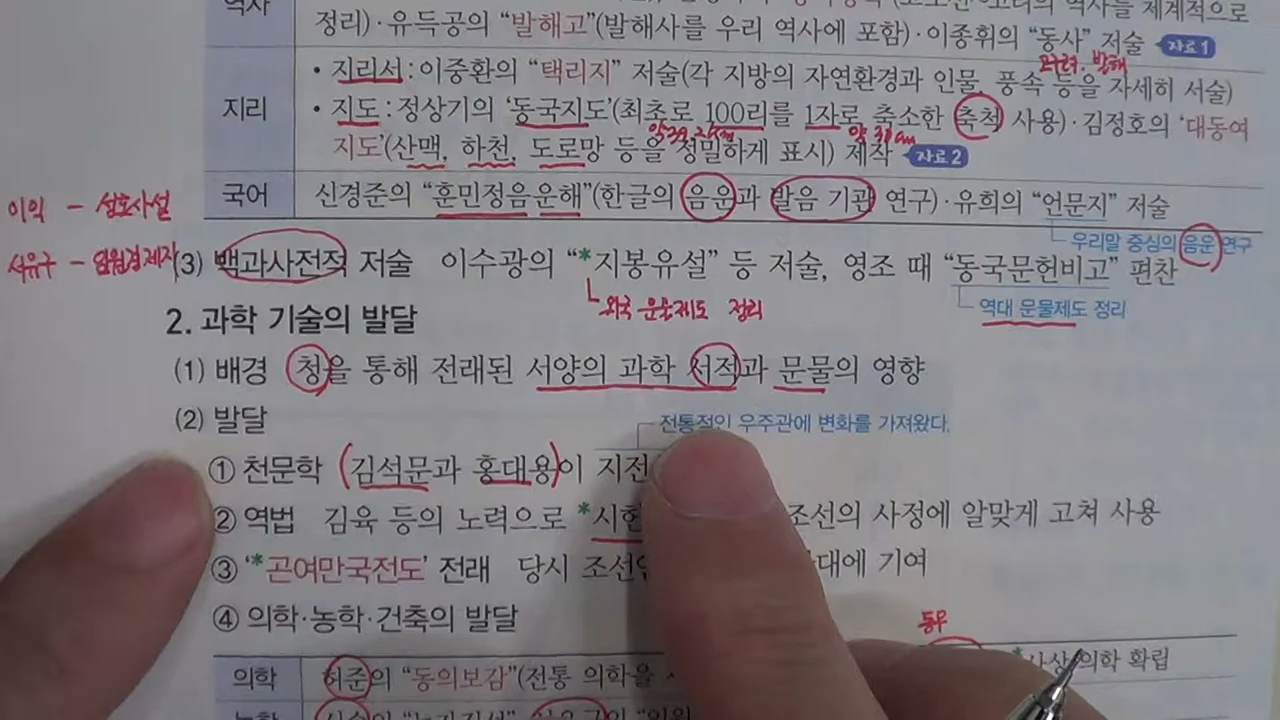 역사
정리)·유득공의 “발해고”(발해사를 우리 역사에 포함)·이종휘의 “동사” 저술 자료1
고려, 발해
지리
• 지리서: 이중환의 “택리지” 저술(각 지방의 자연환경과 인물, 풍속 등을 자세히 서술)
• 지도: 정상기의 ‘동국지도’(최초로 100리를 1자로 축소한 축척 사용)·김정호의 ‘대동여
지도’(산맥, 하천, 도로망 등을 정밀하게 표시) 제작 자료2
국어 신경준의 “훈민정음운해”(한글의 음운과 발음 기관 연구)·유희의 “언문지” 저술
우리말 중심의 음운 연구
이익 - 성호사설
서유구 - 임원경제지
(3) 백과사전적 저술 이수광의 “*지봉유설” 등 저술, 영조 때 “동국문헌비고” 편찬
외국 문물제도 정리
역대 문물제도 정리
2. 과학 기술의 발달
(1) 배경 청을 통해 전래된 서양의 과학 서적과 문물의 영향
(2) 발달
전통적인 우주관에 변화를 가져왔다.
① 천문학 (김석문과 홍대용)이 지전
② 역법 김육 등의 노력으로 *시헌 조선의 사정에 알맞게 고쳐 사용
③ ‘*곤여만국전도’ 전래 당시 조선인 대에 기여
④ 의학·농학·건축의 발달
의학 허준의 “동의보감”(전통 의학을 *사상 의학 확립
농학